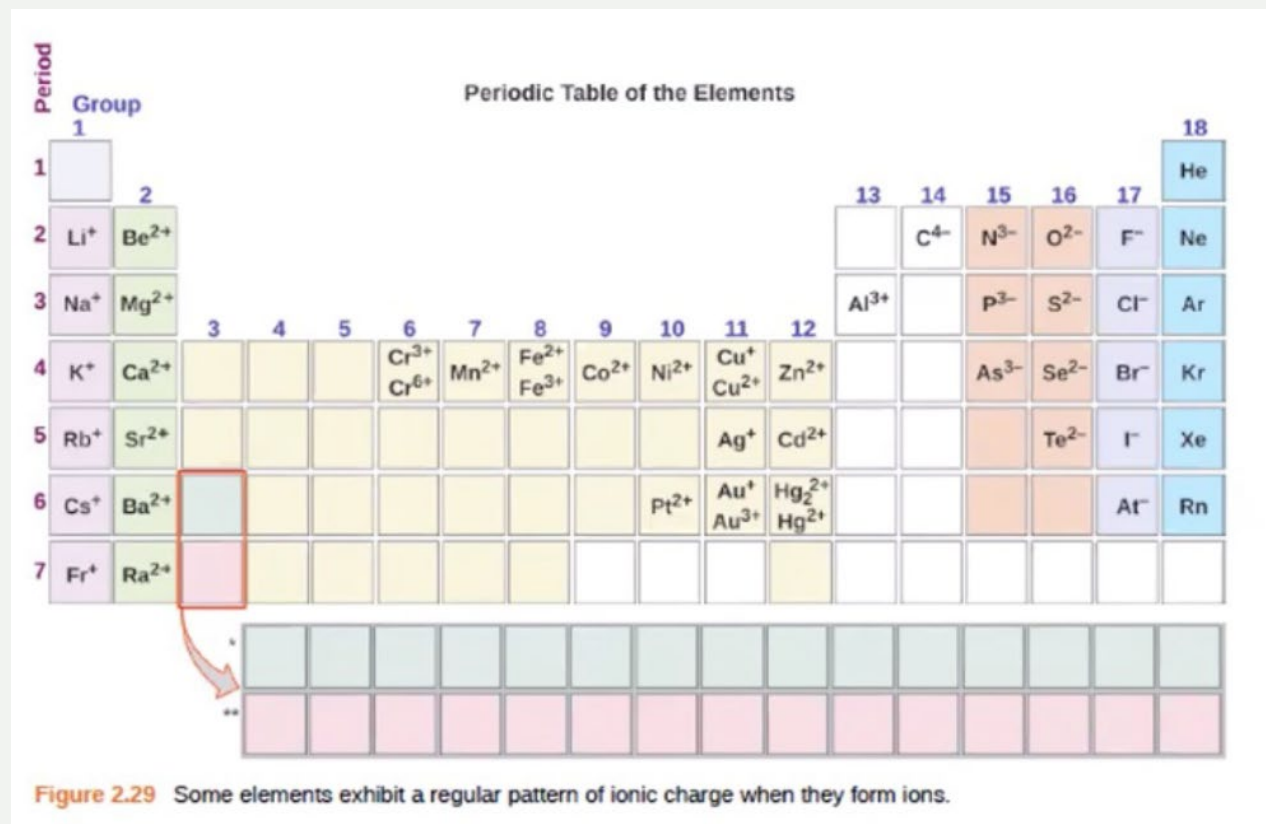 Period
Periodic Table of the Elements
Group
1 18
1 He
2 13 14 15 16 17
2 Li⁺ Be²⁺ C⁴⁻ N³⁻ O²⁻ F⁻ Ne
3 Na⁺ Mg²⁺ Al³⁺ P³⁻ S²⁻ Cl⁻ Ar
3 4 5 6 7 8 9 10 11 12
4 K⁺ Ca²⁺ Cr³⁺ Cr⁶⁺ Mn²⁺ Fe²⁺ Fe³⁺ Co²⁺ Ni²⁺ Cu⁺ Cu²⁺ Zn²⁺ As³⁻ Se²⁻ Br⁻ Kr
5 Rb⁺ Sr²⁺ Ag⁺ Cd²⁺ Te²⁻ I⁻ Xe
6 Cs⁺ Ba²⁺ Pt²⁺ Au⁺ Au³⁺ Hg₂²⁺ Hg²⁺ At⁻ Rn
7 Fr⁺ Ra²⁺
*
**
Figure 2.29 Some elements exhibit a regular pattern of ionic charge when they form ions.